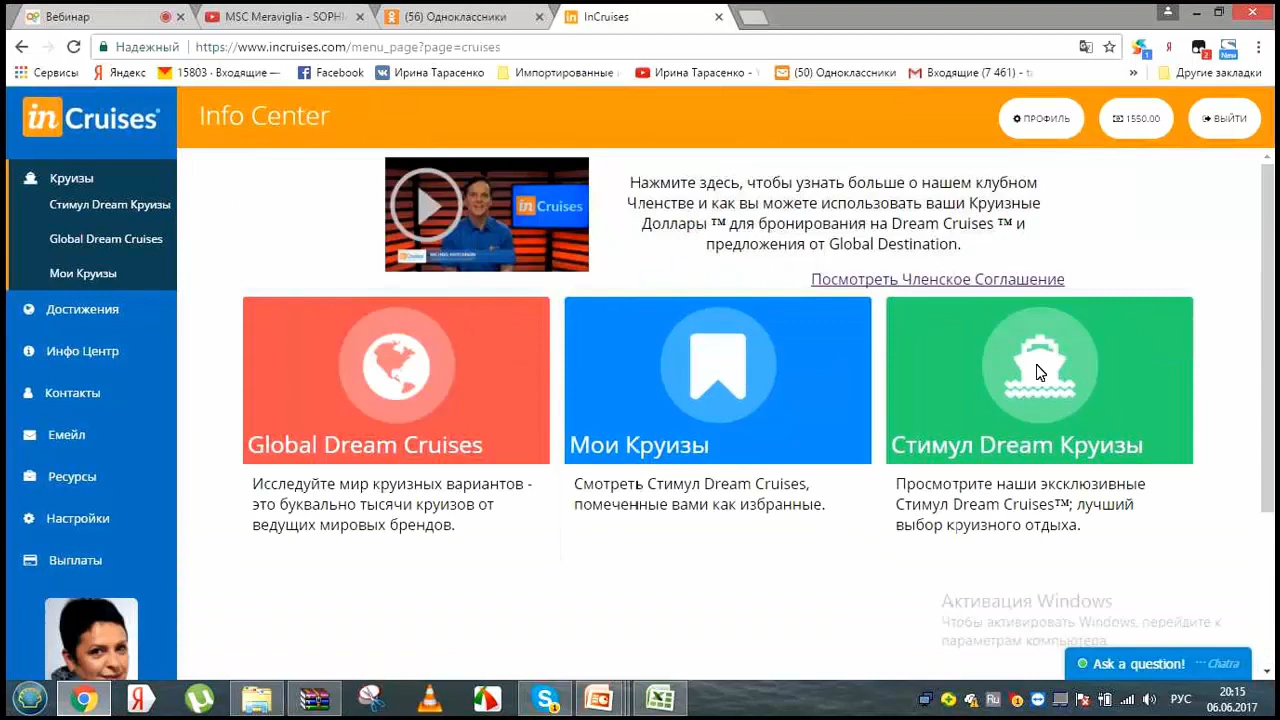 Вебинар
MSC Meraviglia - SOPHI
(56) Одноклассники
InCruises
Надежный
https://www.incruises.com/menu_page?page=cruises
1
2
New
Сервисы
Яндекс
15803 · Входящие —
Facebook
Ирина Тарасенко
Импортированные
Ирина Тарасенко -
(50) Одноклассники
Входящие (7 461) -
»
Другие закладки
in Cruises
Info Center
ПРОФИЛЬ
1550.00
ВЫЙТИ
Круизы
Стимул Dream Круизы
Global Dream Cruises
Мои Круизы
Достижения
Инфо Центр
Контакты
Емейл
Ресурсы
Настройки
Выплаты
in Cruises
Нажмите здесь, чтобы узнать больше о нашем клубном
Членстве и как вы можете использовать ваши Круизные
Доллары ™ для бронирования на Dream Cruises ™ и
предложения от Global Destination.
Посмотреть Членское Соглашение
Global Dream Cruises
Исследуйте мир круизных вариантов -
это буквально тысячи круизов от
ведущих мировых брендов.
Мои Круизы
Смотреть Стимул Dream Cruises,
помеченные вами как избранные.
Стимул Dream Круизы
Просмотрите наши эксклюзивные
Стимул Dream Cruises™; лучший
выбор круизного отдыха.
Активация Windows
Чтобы активировать Windows, перейдите к
параметрам компьютера.
Ask a question!
Chatra
Ru
РУС
20:15
06.06.2017